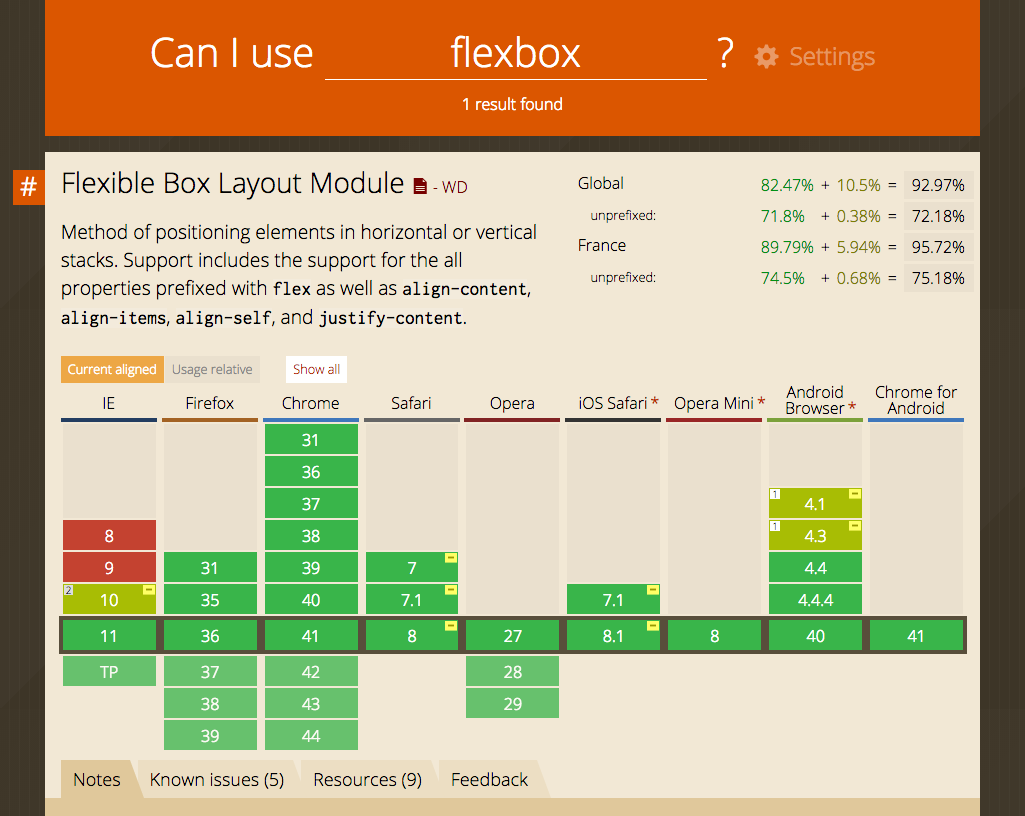 Can I use flexbox ? Settings
1 result found
# Flexible Box Layout Module - WD
Method of positioning elements in horizontal or vertical
stacks. Support includes the support for the all
properties prefixed with flex as well as align-content,
align-items, align-self, and justify-content.
Global 82.47% + 10.5% = 92.97%
unprefixed: 71.8% + 0.38% = 72.18%
France 89.79% + 5.94% = 95.72%
unprefixed: 74.5% + 0.68% = 75.18%
Current aligned Usage relative Show all
IE Firefox Chrome Safari Opera iOS Safari * Opera Mini * Android Browser * Chrome for Android
31
36
37
1 4.1 -
8 38 1 4.3 -
9 31 39 7 - 4.4
2 10 - 35 40 7.1 - 7.1 - 4.4.4
11 36 41 8 - 27 8.1 - 8 40 41
TP 37 42 28
38 43 29
39 44
Notes Known issues (5) Resources (9) Feedback